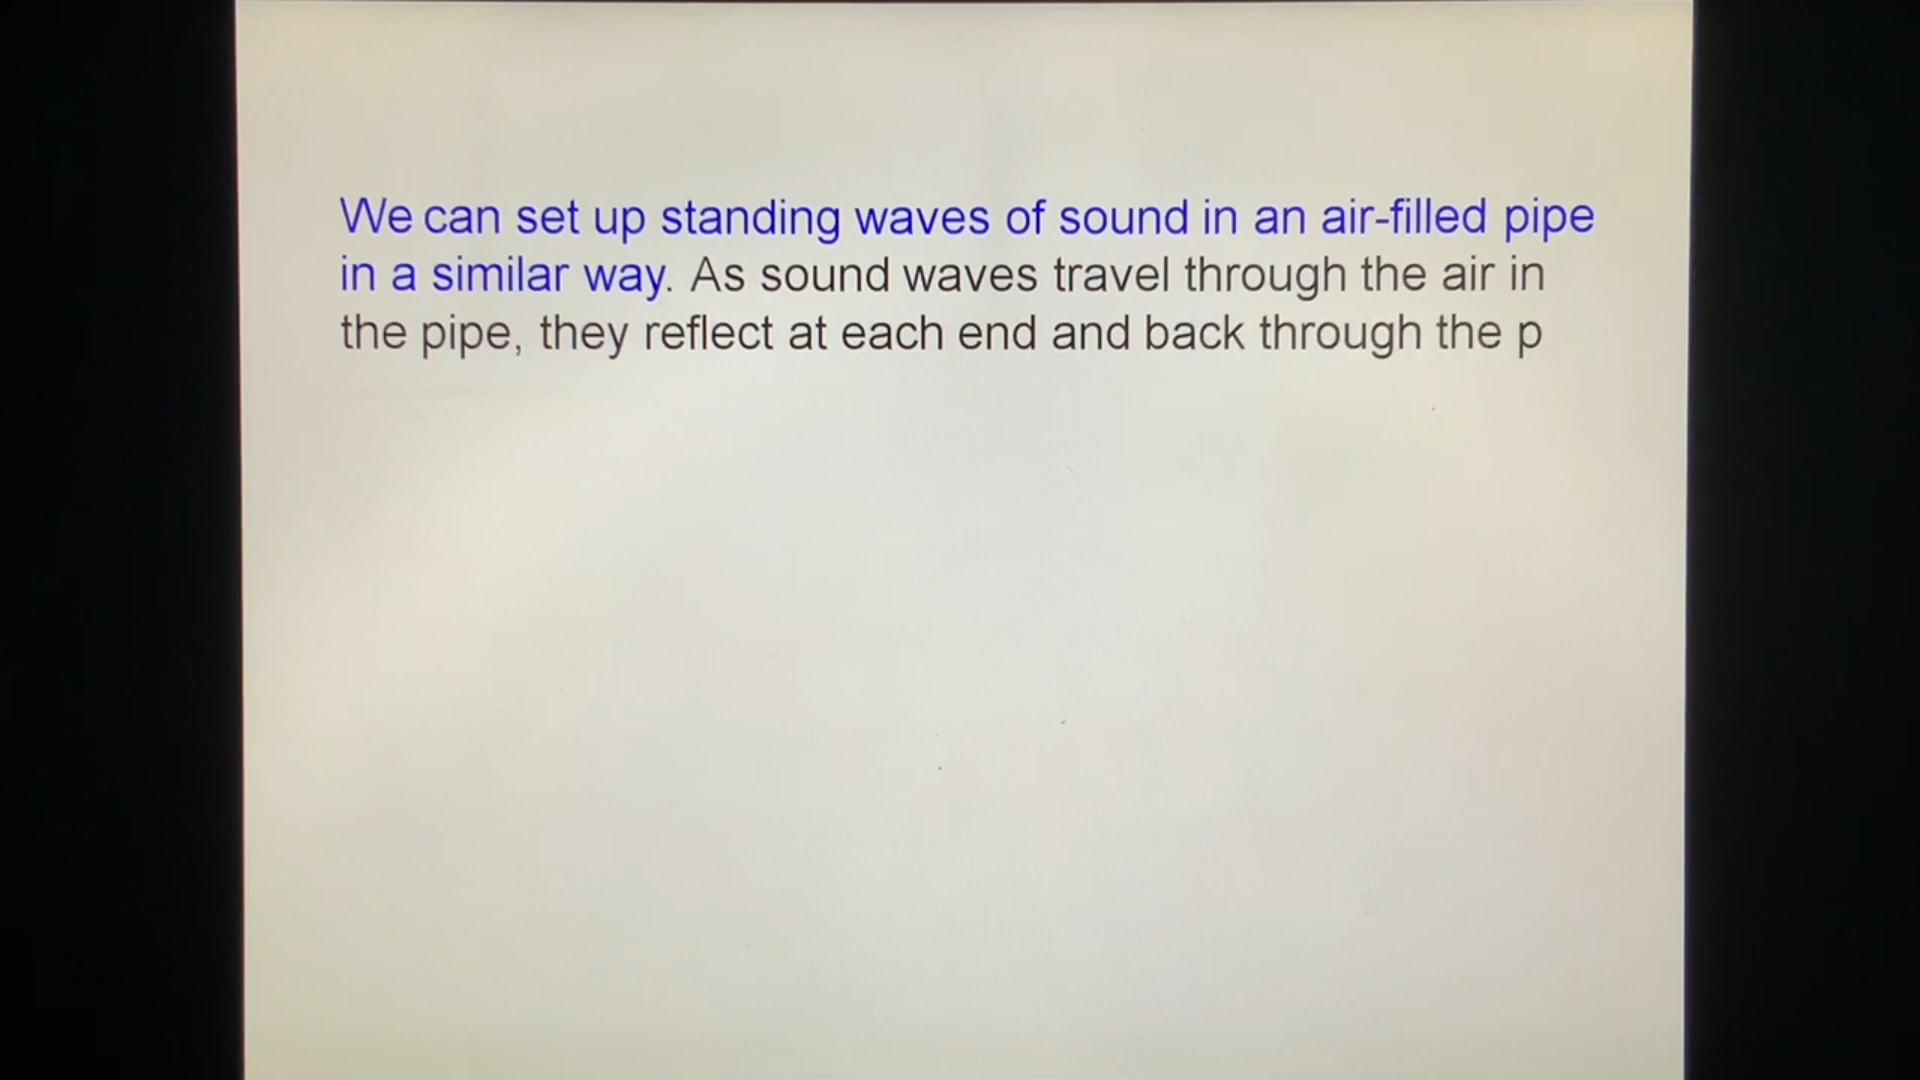 We can set up standing waves of sound in an air-filled pipe
in a similar way. As sound waves travel through the air in
the pipe, they reflect at each end and back through the p